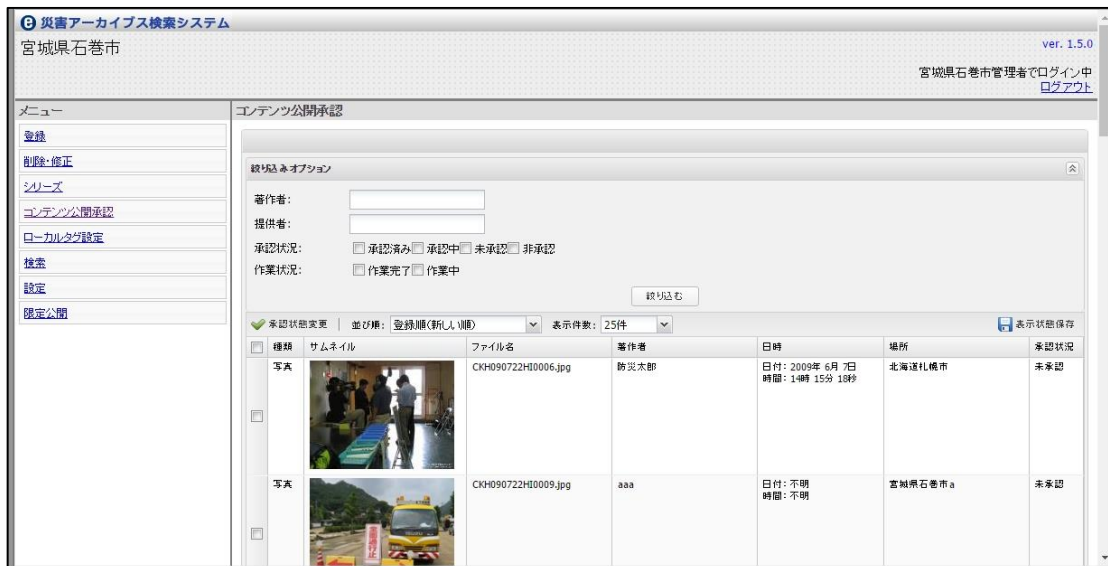 災害アーカイブス検索システム
宮城県石巻市
ver. 1.5.0
宮城県石巻市管理者でログイン中
ログアウト
メニュー
登録
削除・修正
シリーズ
コンテンツ公開承認
ローカルタグ設定
検索
設定
限定公開
コンテンツ公開承認
絞り込みオプション
著作者:
提供者:
承認状況: 承認済み 承認中 未承認 非承認
作業状況: 作業完了 作業中
絞り込む
承認状態変更 並び順: 登録順(新しい順) 表示件数: 25件 表示状態保存
種類 サムネイル ファイル名 著作者 日時 場所 承認状況
写真 CKH090722HI0006.jpg 防災太郎 日付: 2009年 6月 7日 北海道札幌市 未承認
時間: 14時 15分 18秒
写真 CKH090722HI0009.jpg aaa 日付: 不明 宮城県石巻市a 未承認
時間: 不明
全面通行止